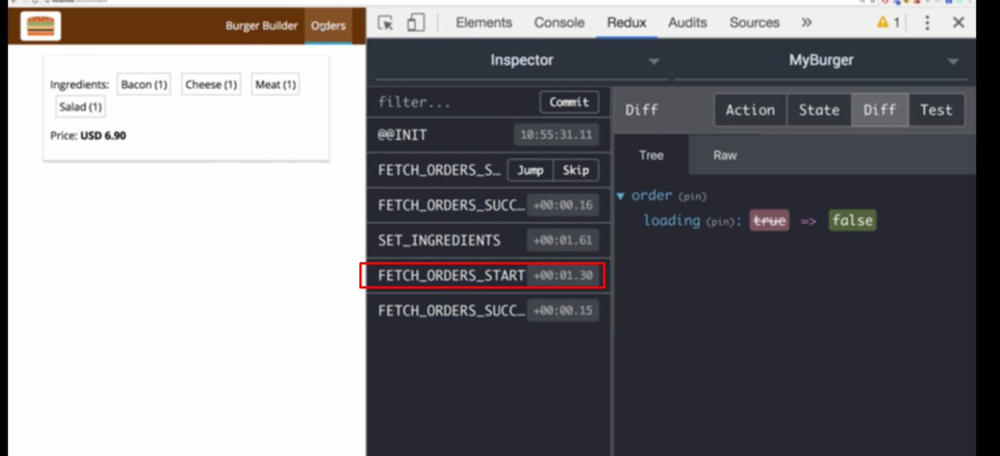 Burger Builder Orders
Ingredients: Bacon (1) Cheese (1) Meat (1)
Salad (1)
Price: USD 6.90
Elements Console Redux Audits Sources » 1
Inspector MyBurger
filter... Commit
@@INIT 10:55:31.11
FETCH_ORDERS_S... Jump Skip
FETCH_ORDERS_SUCC... +00:00.16
SET_INGREDIENTS +00:01.61
FETCH_ORDERS_START +00:01.30
FETCH_ORDERS_SUCC... +00:00.15
Diff Action State Diff Test
Tree Raw
order (pin)
loading (pin): true => false